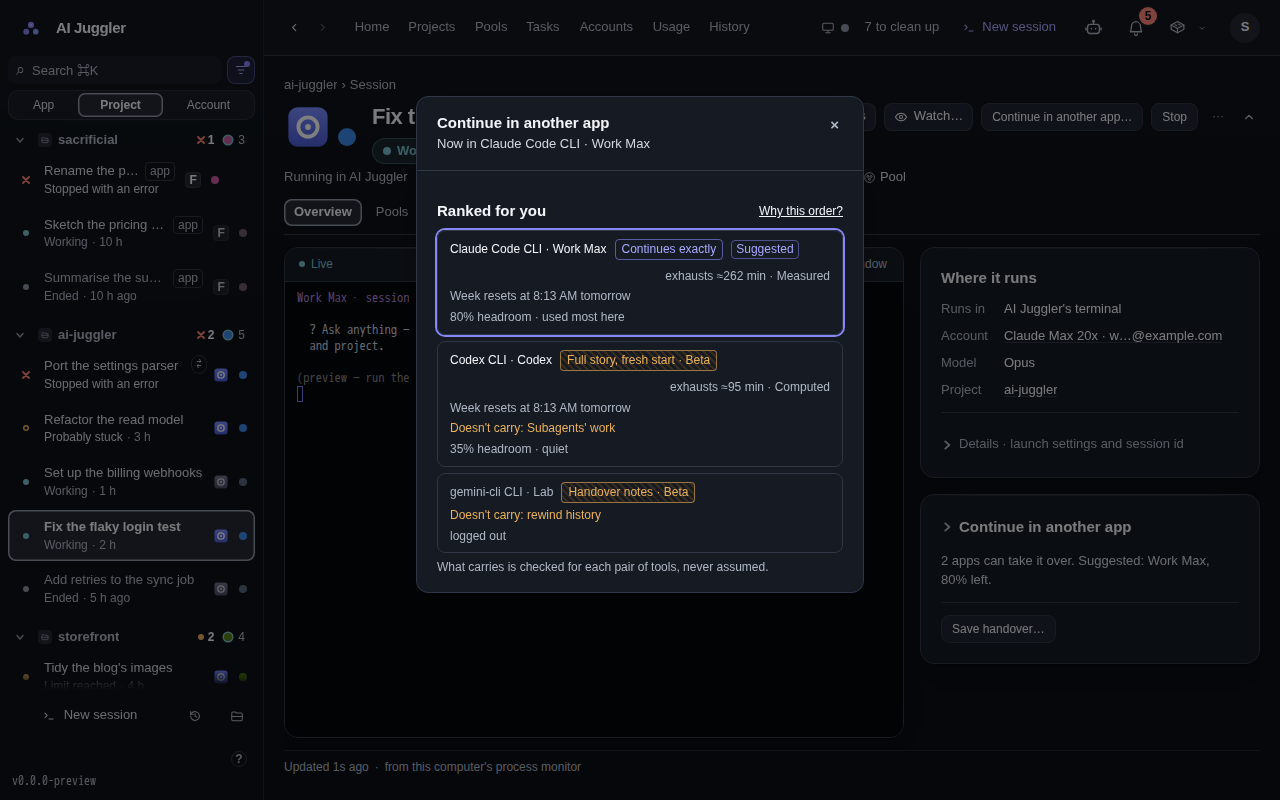 AI Juggler
Search ⌘K
App
Project
Account
sacrificial
1
3
Rename the p…
app
Stopped with an error
F
Sketch the pricing …
app
Working · 10 h
F
Summarise the su…
app
Ended · 10 h ago
F
ai-juggler
2
5
Port the settings parser
Stopped with an error
Refactor the read model
Probably stuck · 3 h
Set up the billing webhooks
Working · 1 h
Fix the flaky login test
Working · 2 h
Add retries to the sync job
Ended · 5 h ago
storefront
2
4
Tidy the blog's images
Limit reached · 4 h
New session
?
v0.0.0-preview
Home
Projects
Pools
Tasks
Accounts
Usage
History
7 to clean up
New session
5
S
ai-juggler › Session
Fix t
Wo
Watch…
Continue in another app…
Stop
Running in AI Juggler
Pool
Overview
Pools
Live
Work Max · session
? Ask anything —
and project.
(preview — run the
Where it runs
Runs in
AI Juggler's terminal
Account
Claude Max 20x · w…@example.com
Model
Opus
Project
ai-juggler
Details · launch settings and session id
Continue in another app
2 apps can take it over. Suggested: Work Max,
80% left.
Save handover…
Updated 1s ago · from this computer's process monitor
Continue in another app
Now in Claude Code CLI · Work Max
×
Ranked for you
Why this order?
Claude Code CLI · Work Max
Continues exactly
Suggested
exhausts ≈262 min · Measured
Week resets at 8:13 AM tomorrow
80% headroom · used most here
Codex CLI · Codex
Full story, fresh start · Beta
exhausts ≈95 min · Computed
Week resets at 8:13 AM tomorrow
Doesn't carry: Subagents' work
35% headroom · quiet
gemini-cli CLI · Lab
Handover notes · Beta
Doesn't carry: rewind history
logged out
What carries is checked for each pair of tools, never assumed.